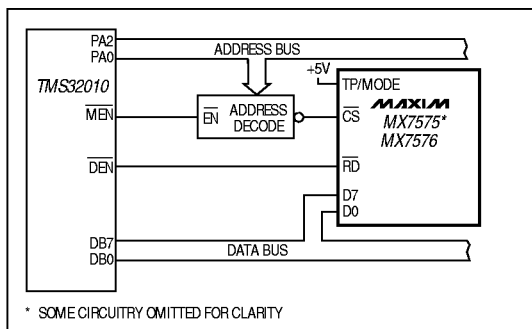 PA2
PA0
ADDRESS BUS
TMS32010
+5V
TP/MODE
MEN
EN
ADDRESS
DECODE
CS
MAXIM
MX7575*
MX7576
DEN
RD
D7
D0
DB7
DB0
DATA BUS
* SOME CIRCUITRY OMITTED FOR CLARITY